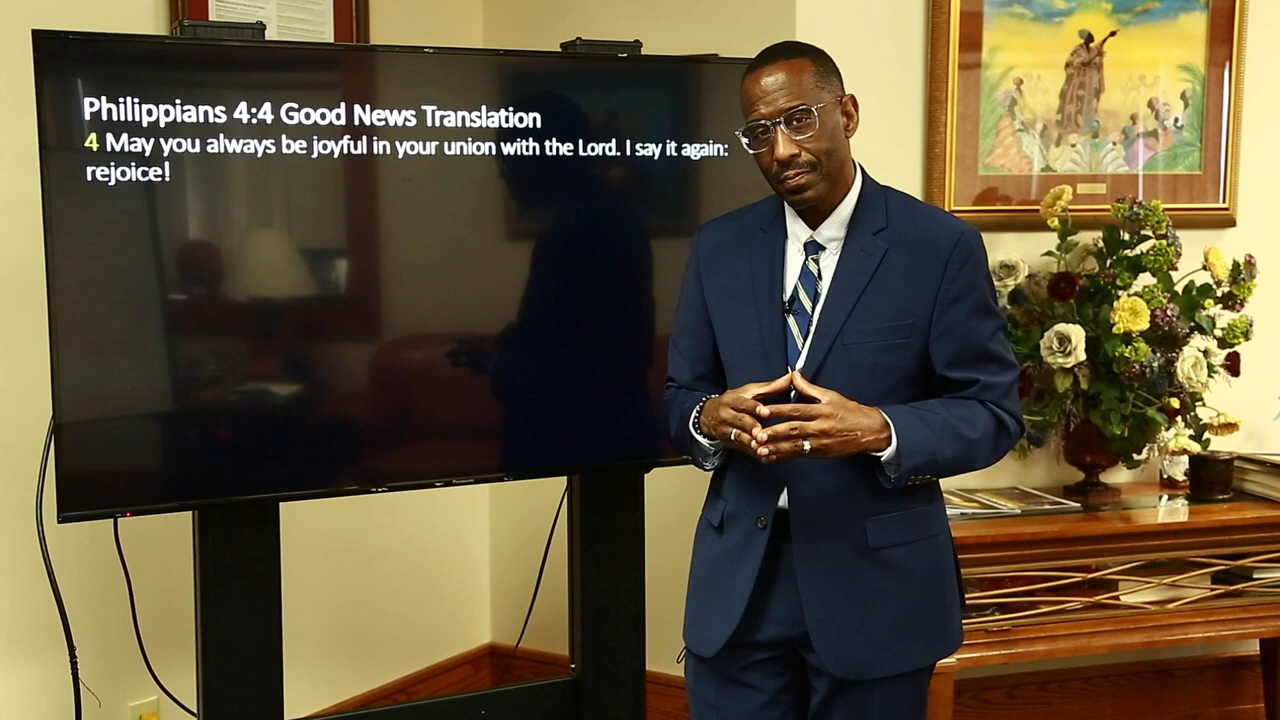 Philippians 4:4 Good News Translation
4 May you always be joyful in your union with the Lord. I say it again:
rejoice!
Panasonic